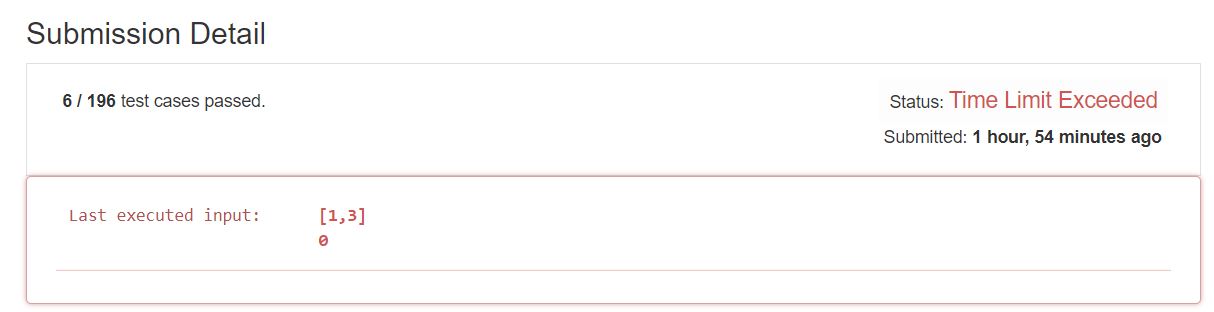 Submission Detail
6 / 196 test cases passed.
Status: Time Limit Exceeded
Submitted: 1 hour, 54 minutes ago
Last executed input: [1,3]
0